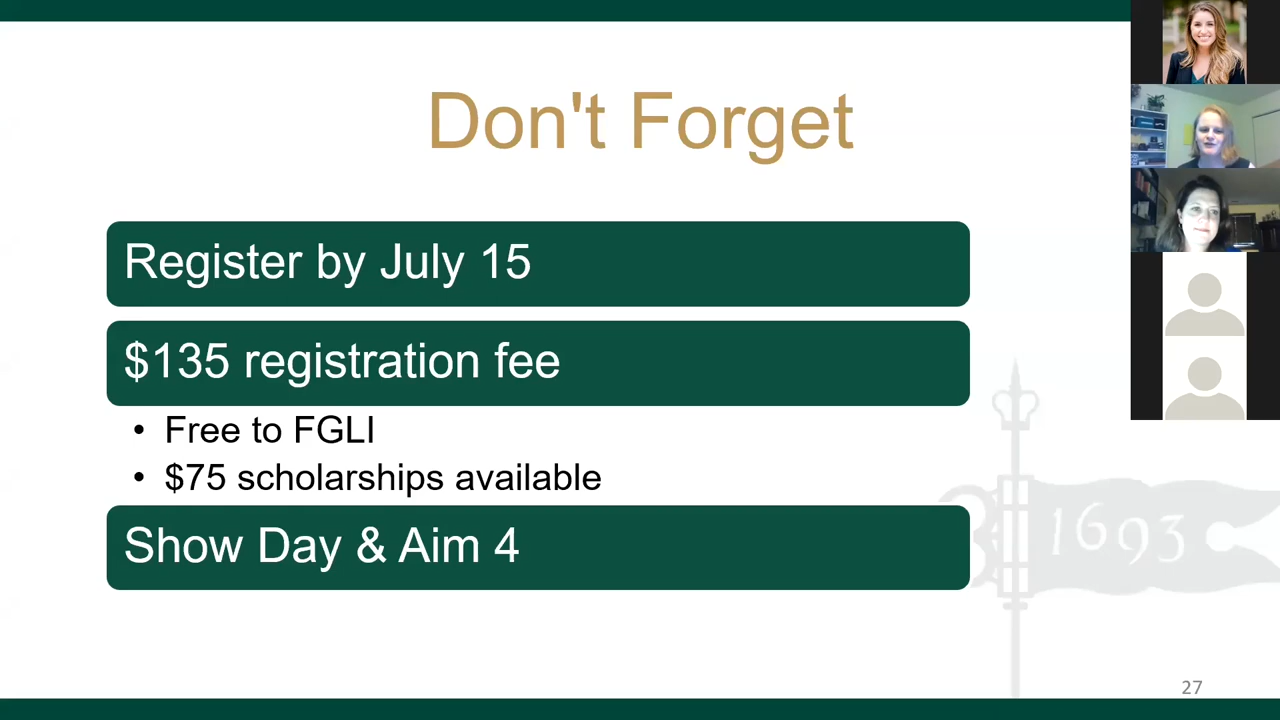 Don't Forget
Register by July 15
$135 registration fee
• Free to FGLI
• $75 scholarships available
Show Day & Aim 4
1693
27